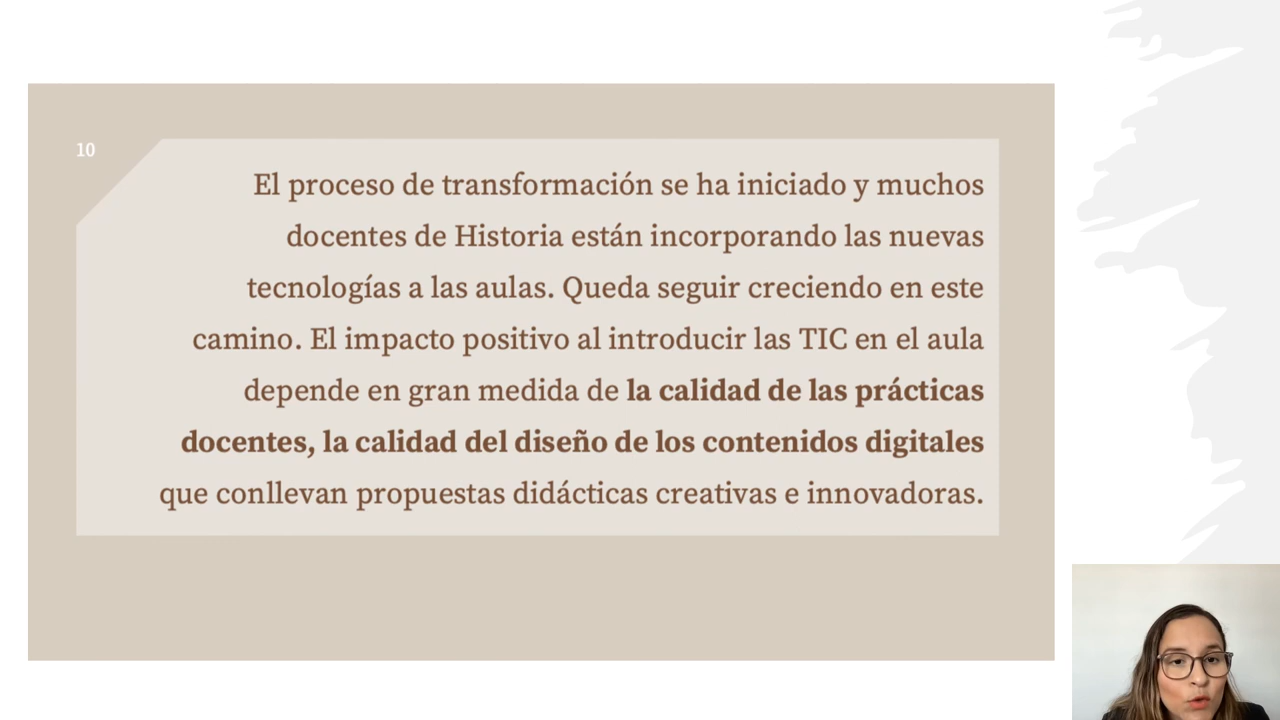 10
El proceso de transformación se ha iniciado y muchos
docentes de Historia están incorporando las nuevas
tecnologías a las aulas. Queda seguir creciendo en este
camino. El impacto positivo al introducir las TIC en el aula
depende en gran medida de la calidad de las prácticas
docentes, la calidad del diseño de los contenidos digitales
que conllevan propuestas didácticas creativas e innovadoras.